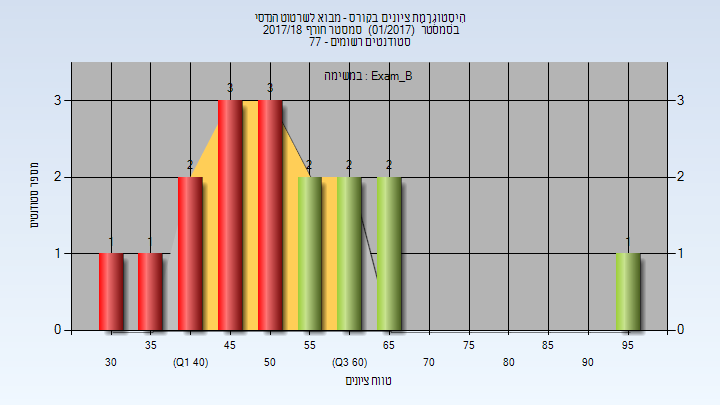 היסטוגרמת ציונים בקורס - מבוא לשרטוט הנדסי
בסמסטר (01/2017) סמסטר חורף 2017/18
סטודנטים רשומים - 77
במשימה : Exam_B
מספר סטודנטים
3 3
2 2
1 1
0 0
1 1 2 3 3 2 2 2 1
35 45 55 65 75 85 95
30 (Q1 40) 50 (Q3 60) 70 80 90
טווח ציונים